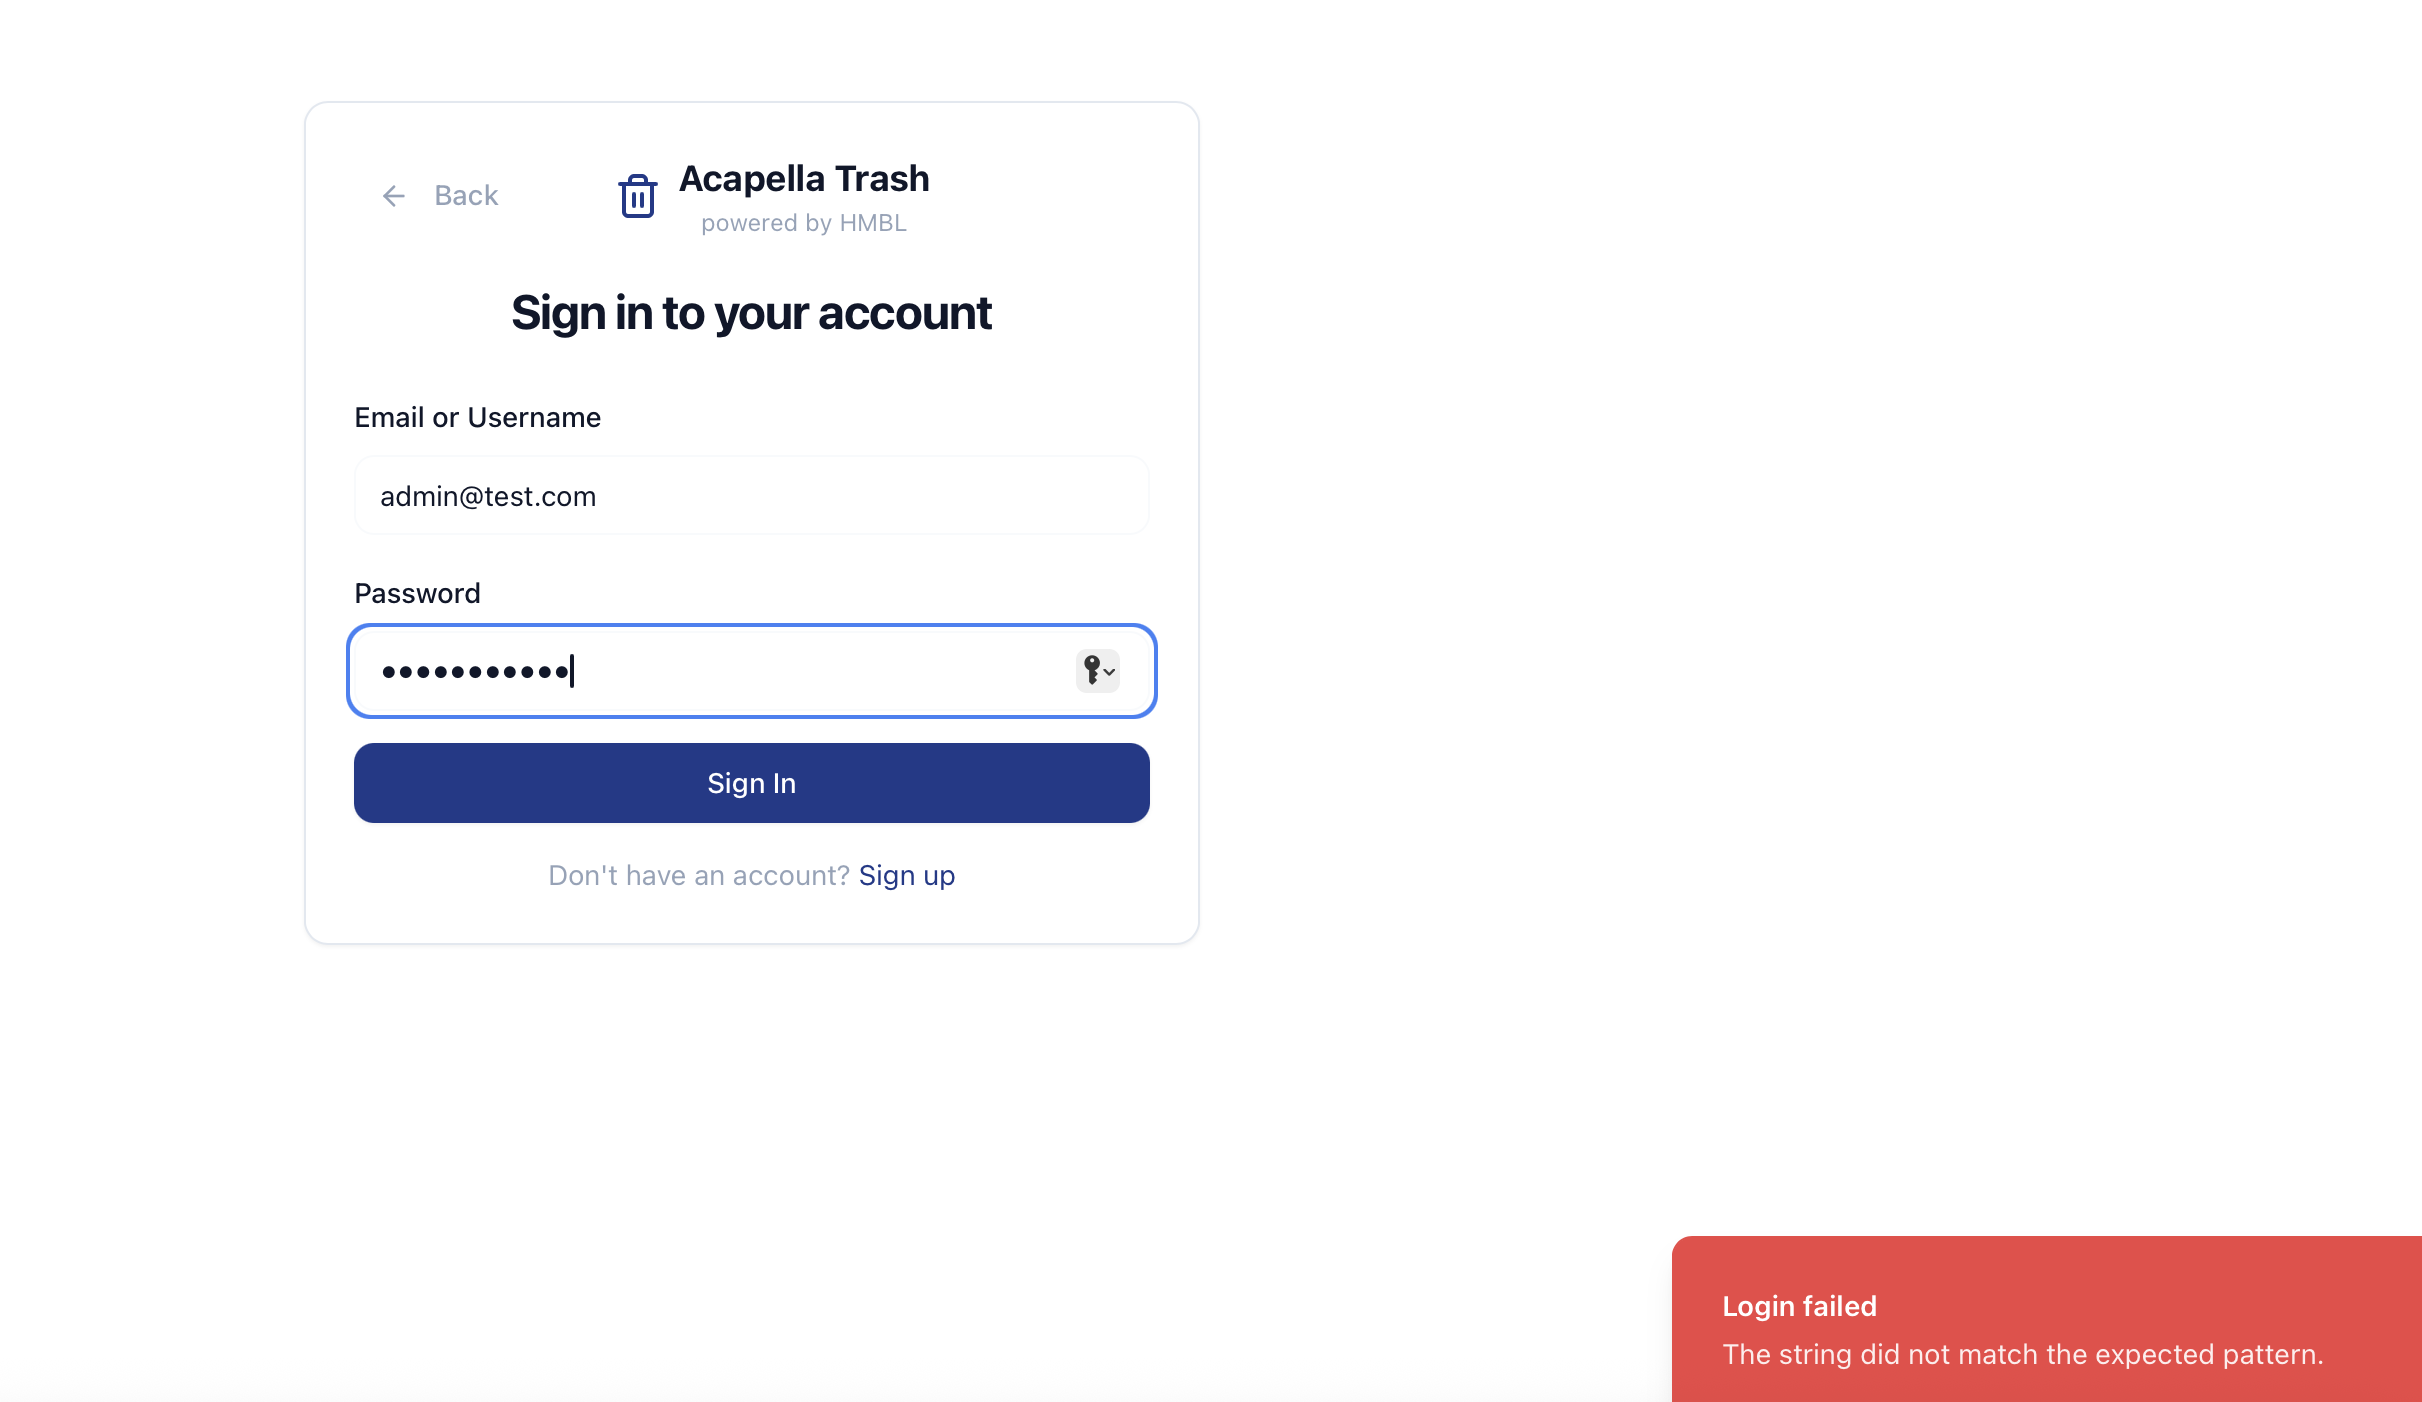 Back
Acapella Trash
powered by HMBL
Sign in to your account
Email or Username
admin@test.com
Password
Sign In
Don't have an account? Sign up
Login failed
The string did not match the expected pattern.